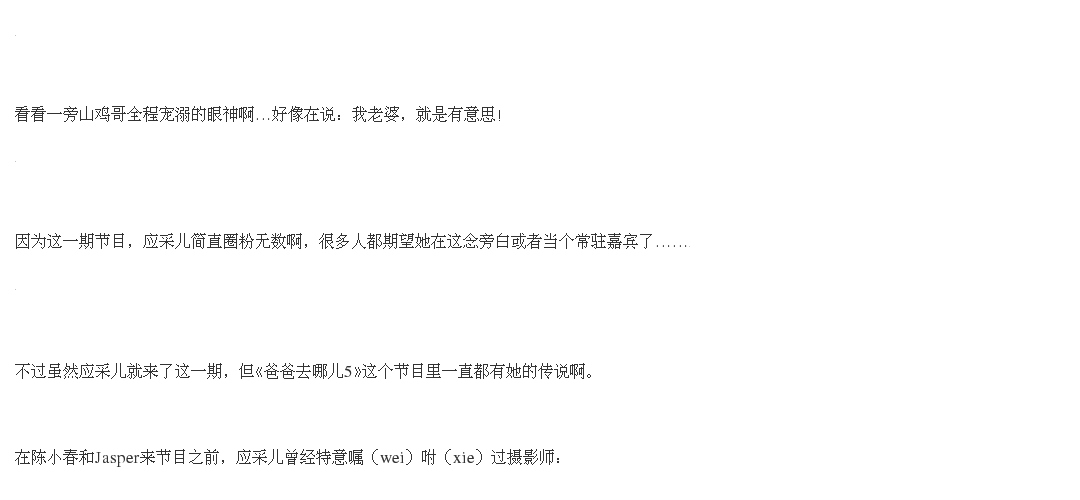 看看一旁山鸡哥全程宠溺的眼神啊…好像在说：我老婆，就是有意思！
因为这一期节目，应采儿简直圈粉无数啊，很多人都期望她在这念旁白或者当个常驻嘉宾了……
不过虽然应采儿就来了这一期，但《爸爸去哪儿5》这个节目里一直都有她的传说啊。
在陈小春和Jasper来节目之前，应采儿曾经特意嘱（wei）咐（xie）过摄影师：